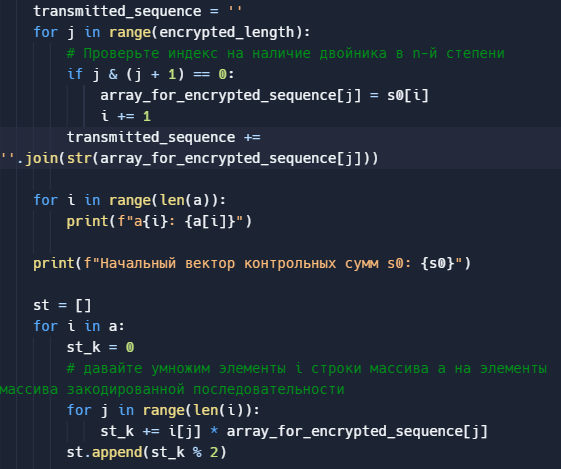 transmitted_sequence = ''
for j in range(encrypted_length):
# Проверьте индекс на наличие двойника в n-й степени
if j & (j + 1) == 0:
array_for_encrypted_sequence[j] = s0[i]
i += 1
transmitted_sequence +=
''.join(str(array_for_encrypted_sequence[j]))
for i in range(len(a)):
print(f"a{i}: {a[i]}")
print(f"Начальный вектор контрольных сумм s0: {s0}")
st = []
for i in a:
st_k = 0
# давайте умножим элементы i строки массива a на элементы
массива закодированной последовательности
for j in range(len(i)):
st_k += i[j] * array_for_encrypted_sequence[j]
st.append(st_k % 2)